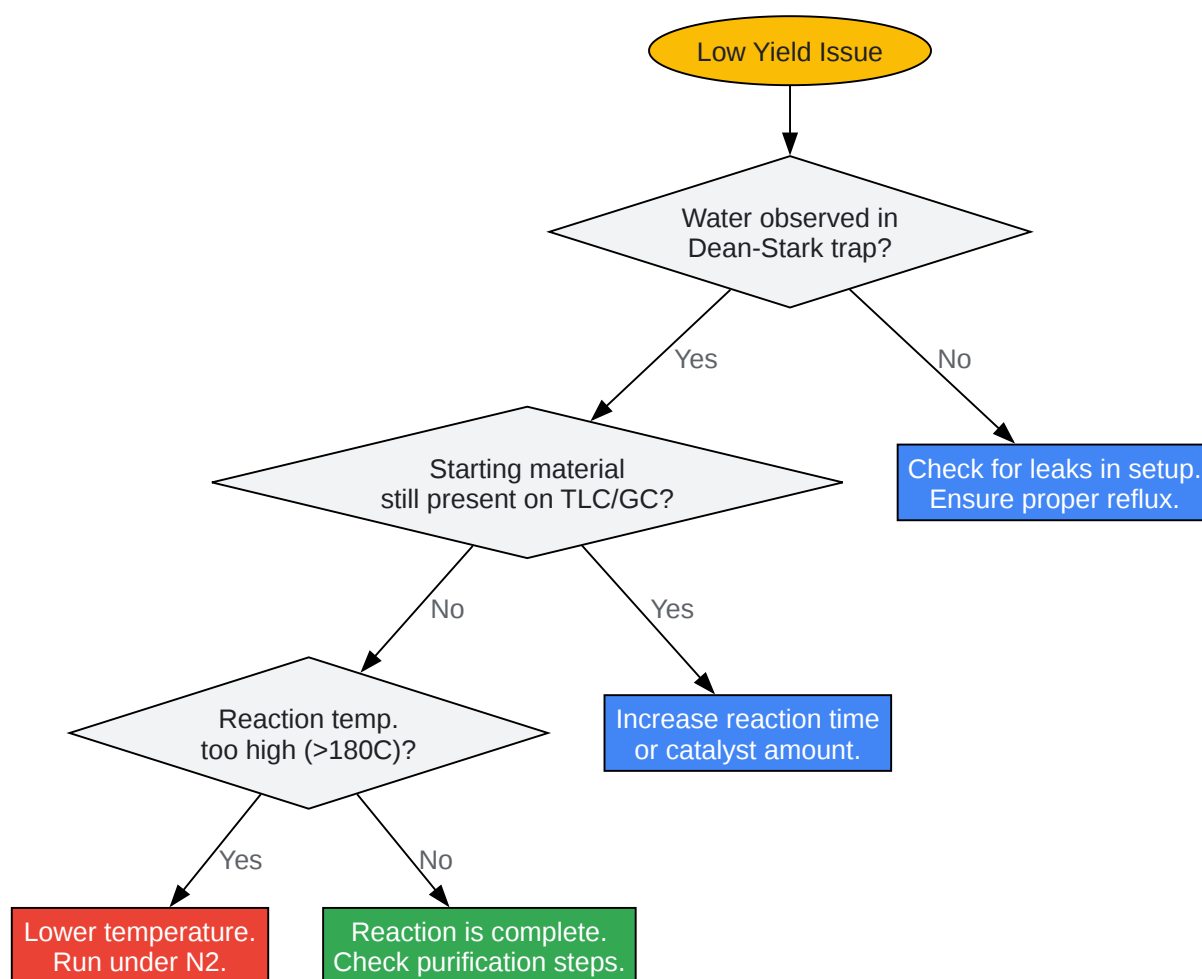 Low Yield Issue
Water observed in
Dean-Stark trap?
Yes
No
Starting material
still present on TLC/GC?
Check for leaks in setup.
Ensure proper reflux.
No
Yes
Reaction temp.
too high (>180C)?
Increase reaction time
or catalyst amount.
Yes
No
Lower temperature.
Run under N2.
Reaction is complete.
Check purification steps.